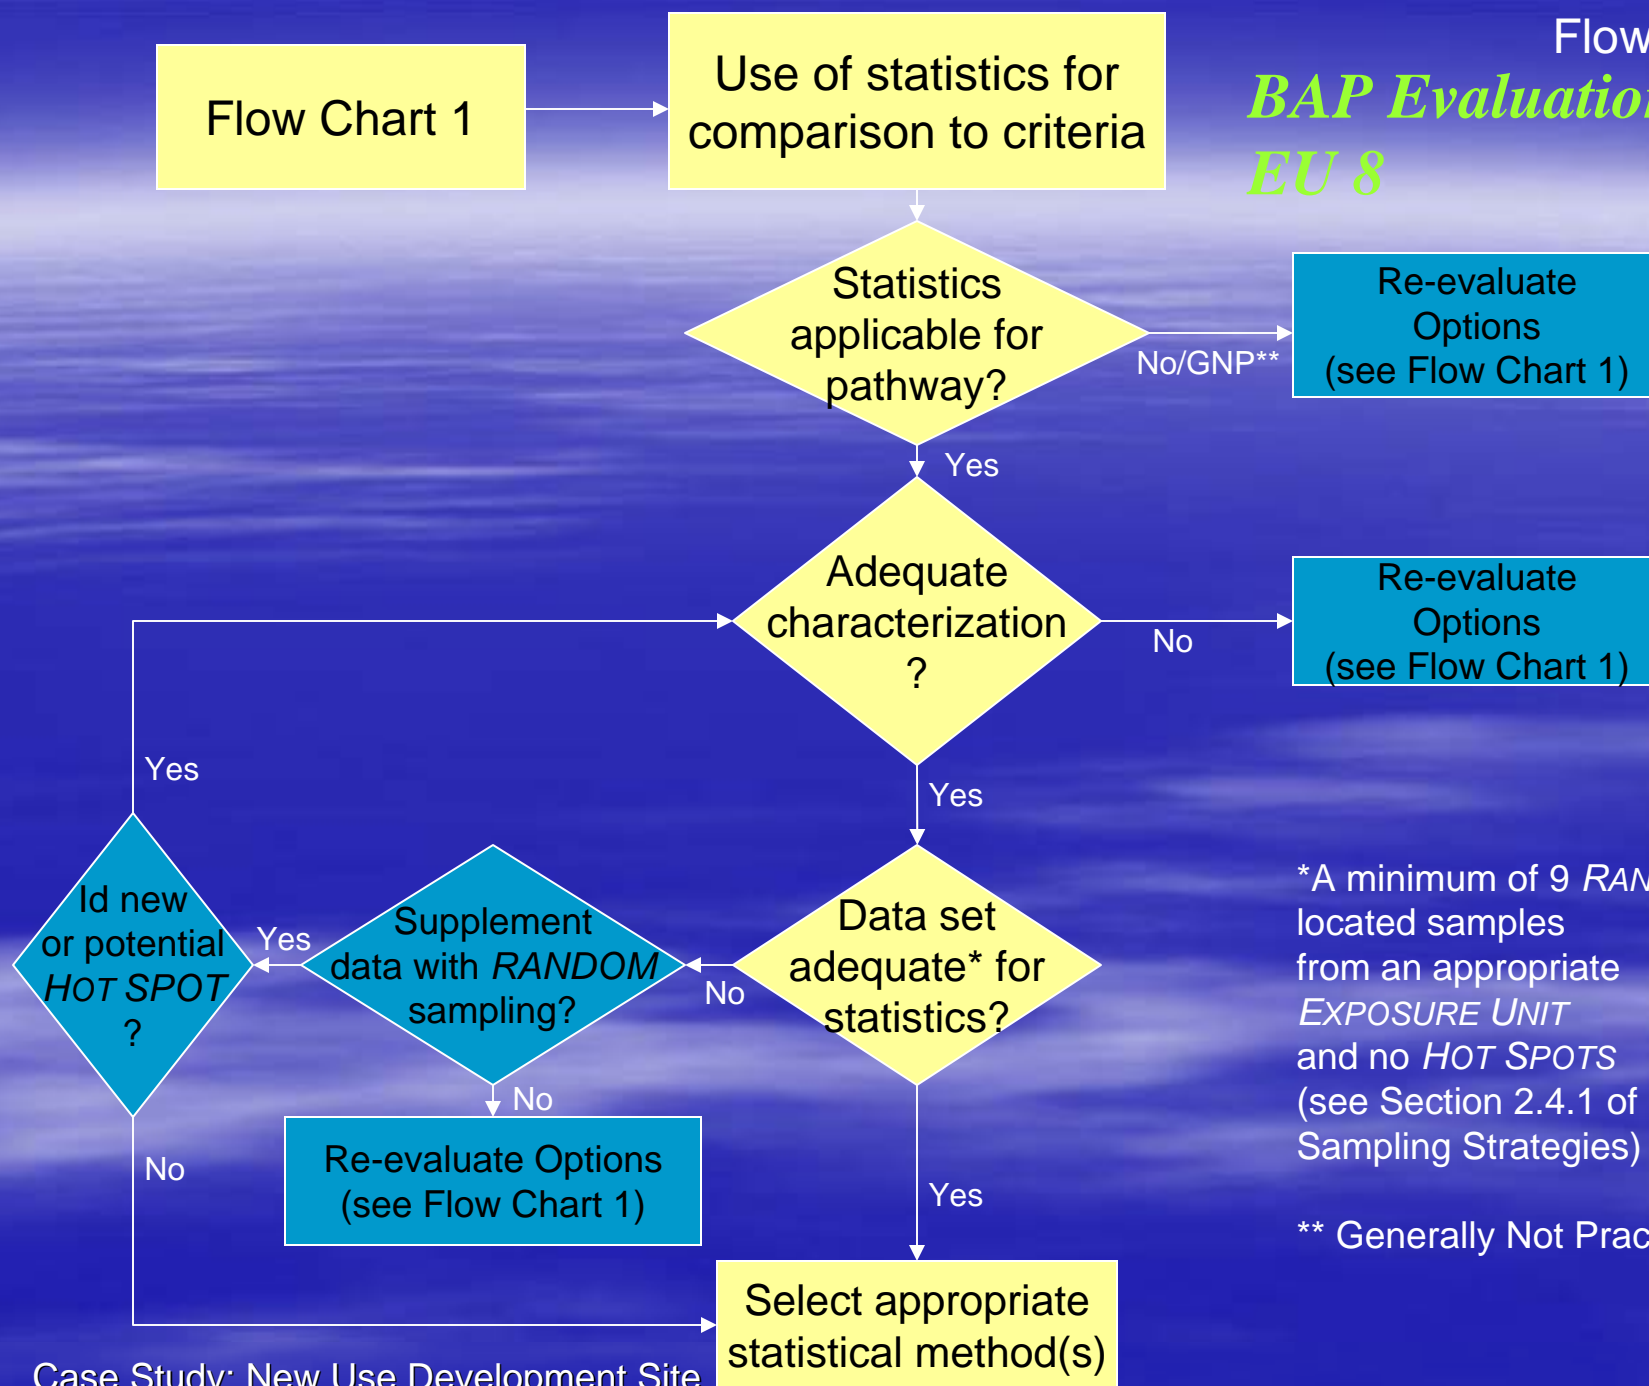 Flow
BAP Evaluation
EU 8
Flow Chart 1
Use of statistics for
comparison to criteria
Statistics
applicable for
pathway?
No/GNP**
Re-evaluate
Options
(see Flow Chart 1)
Yes
Adequate
characterization
?
No
Re-evaluate
Options
(see Flow Chart 1)
Yes
Yes
Id new
or potential
HOT SPOT
?
Yes
Supplement
data with RANDOM
sampling?
No
Data set
adequate* for
statistics?
*A minimum of 9
located samples
from an appropriate
EXPOSURE UNIT
and no HOT SPOTS
(see Section 2.4.1 of
Sampling Strategies)
No
Re-evaluate Options
(see Flow Chart 1)
No
Yes
** Generally Not
Select appropriate
statistical method(s)
Case Study: New Use Development Site